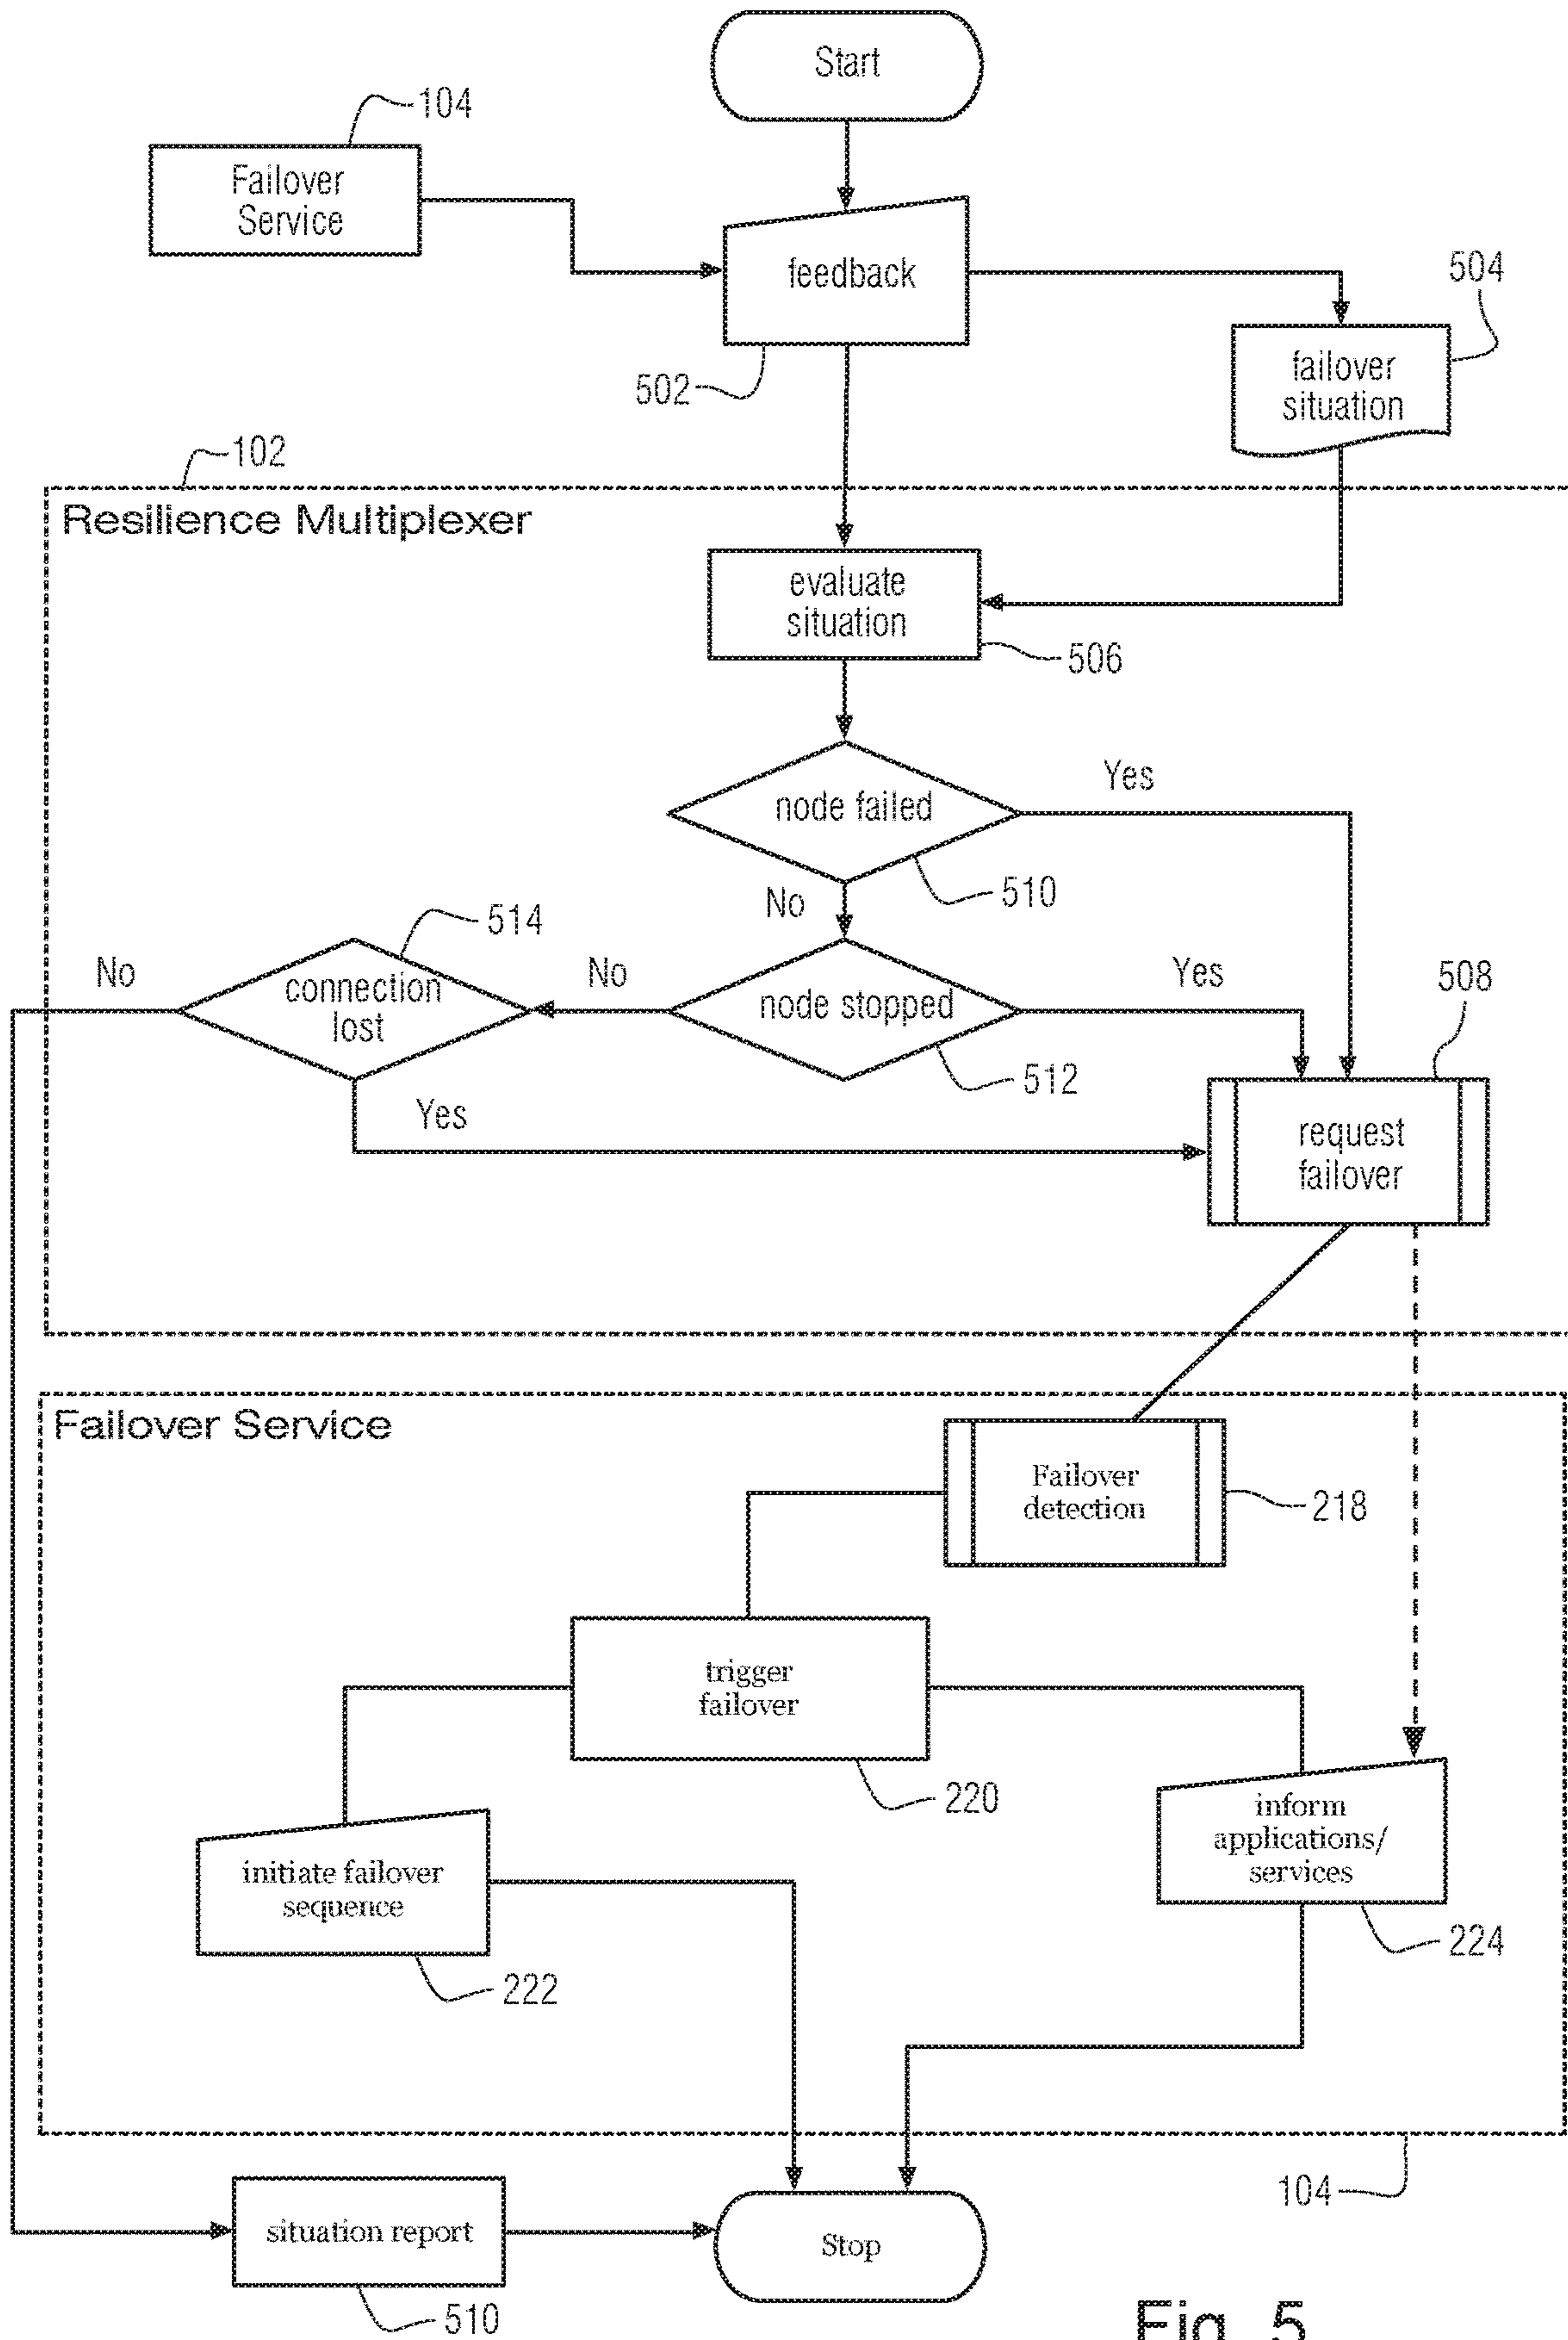 Start
104
Failover
Service
feedback
504
failover
situation
502
102
Resilience Multiplexer
evaluate
situation
506
node failed
Yes
510
No
514
No
connection
lost
No
node stopped
Yes
508
512
Yes
request
failover
Failover Service
Failover
detection
218
trigger
failover
220
inform
applications/
services
initiate failover
sequence
224
222
104
situation report
Stop
510
Fig. 5